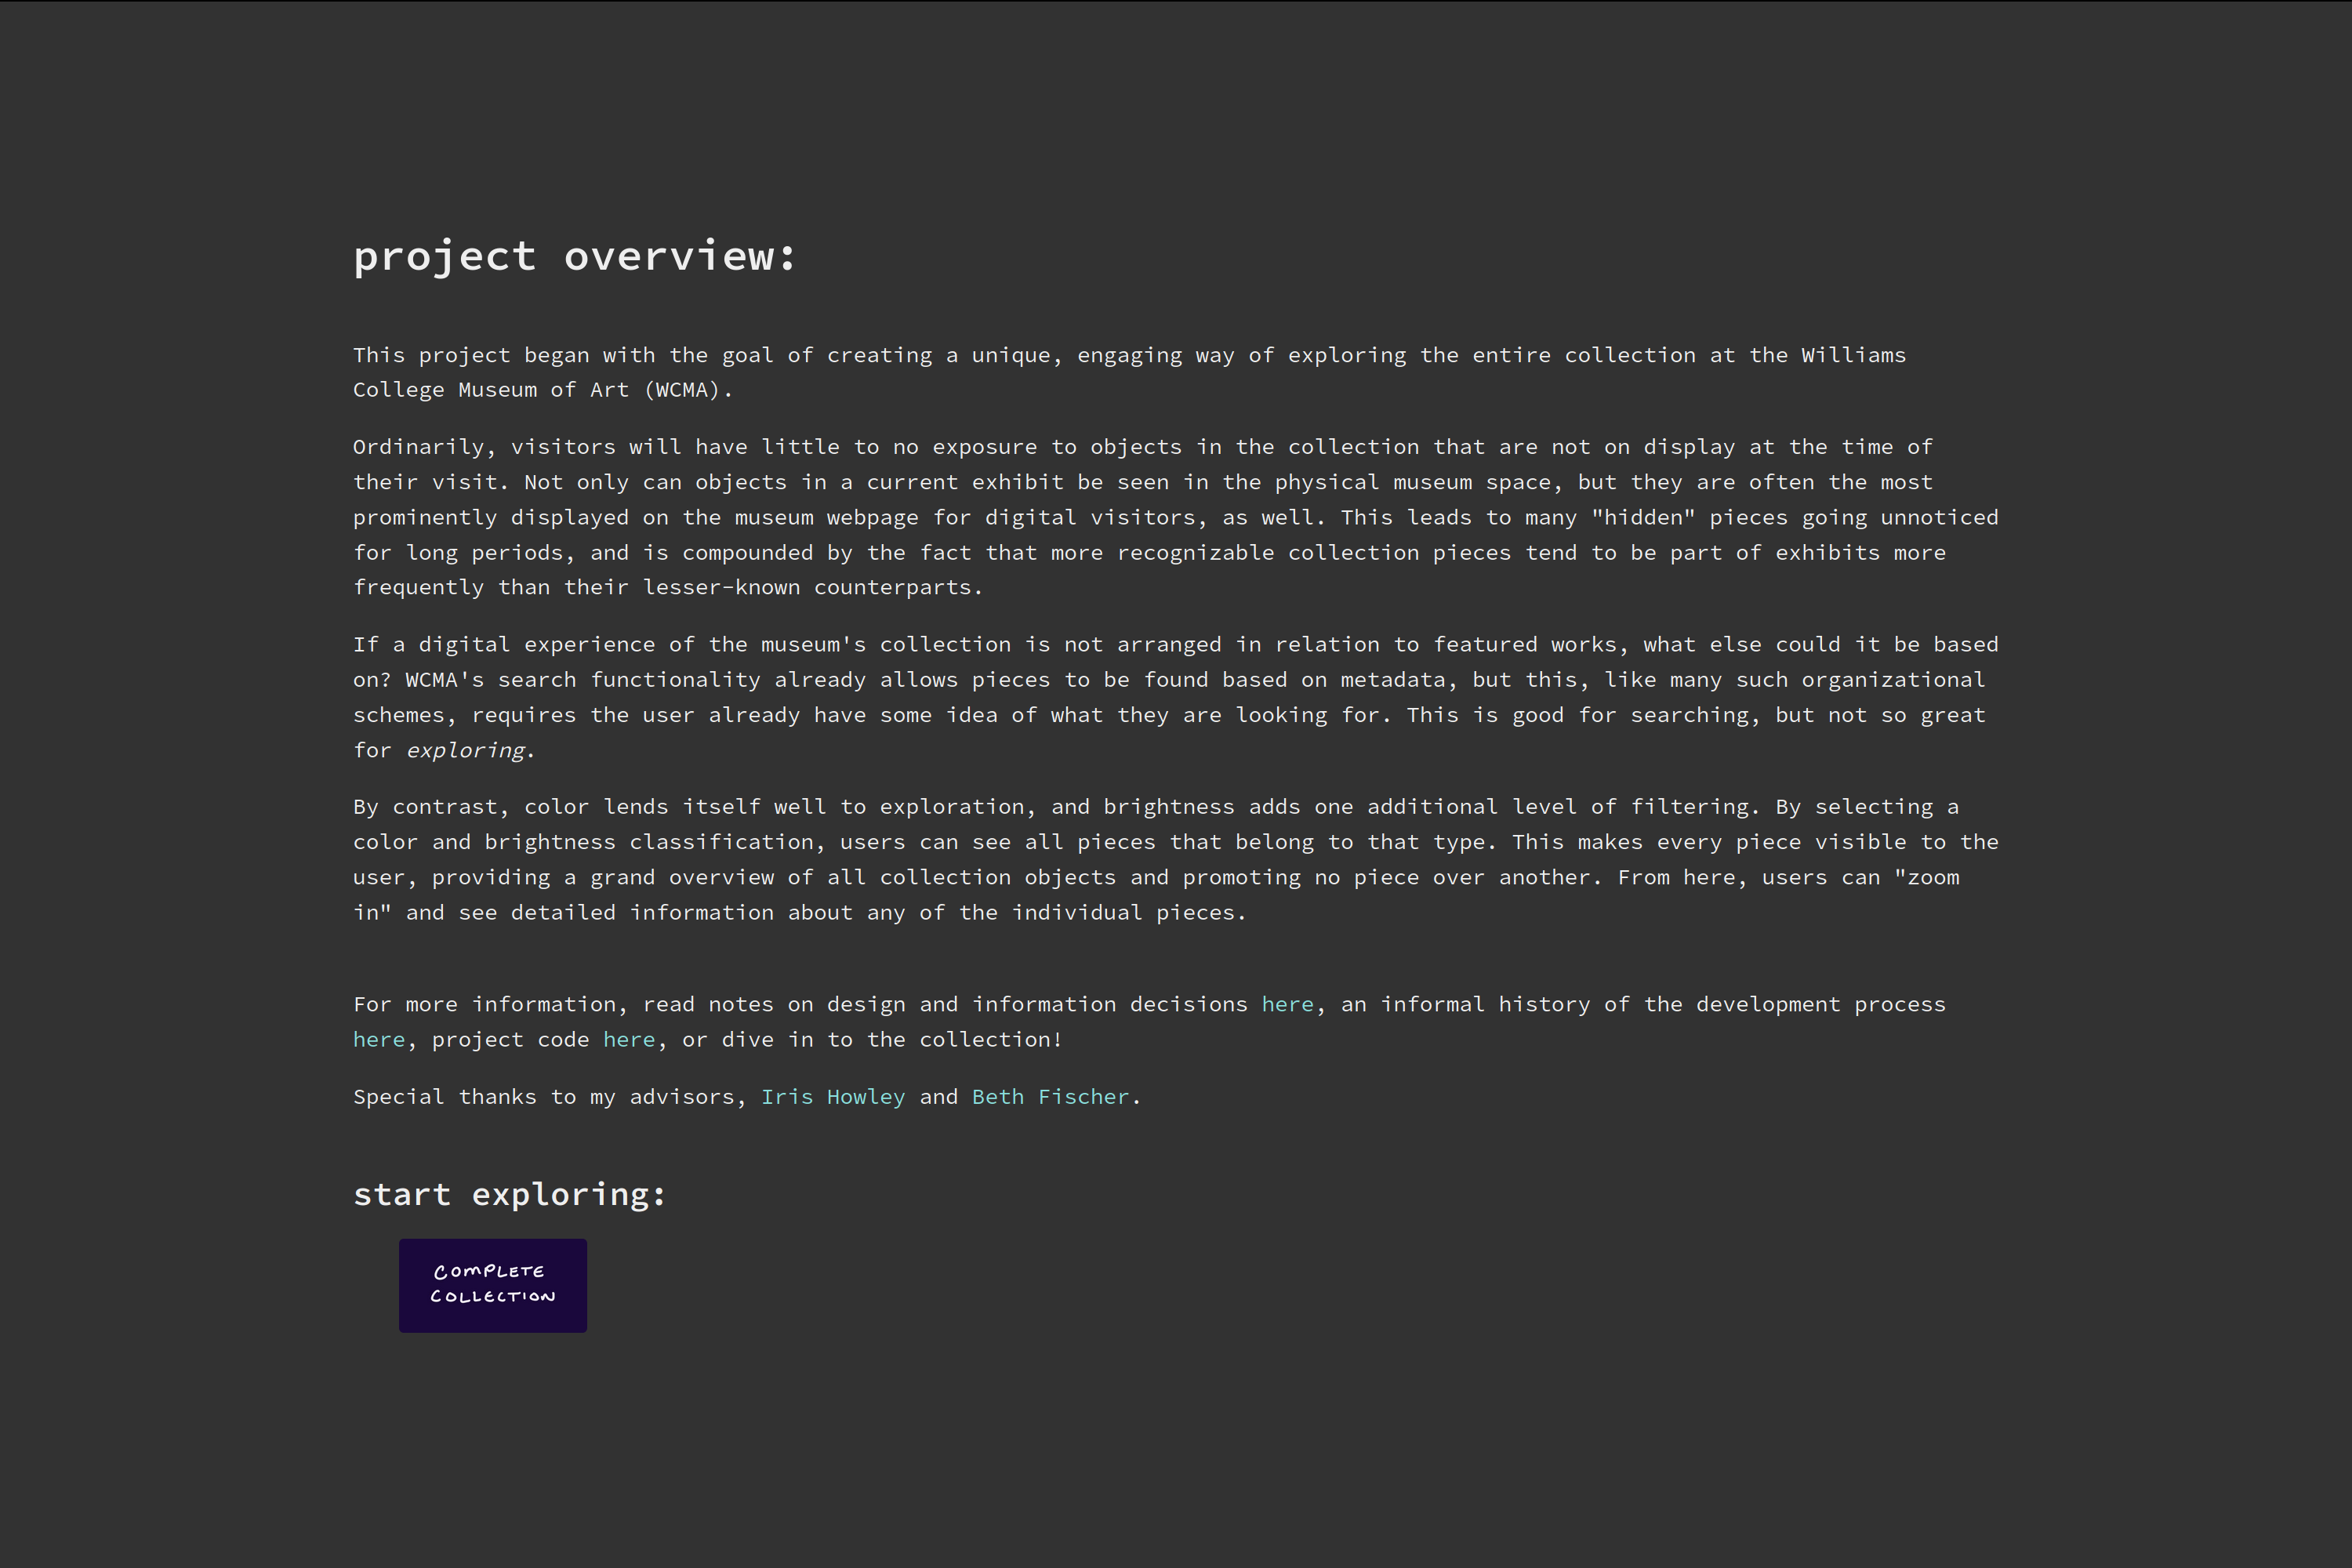 project overview:
This project began with the goal of creating a unique, engaging way of exploring the entire collection at the Williams
College Museum of Art (WCMA).
Ordinarily, visitors will have little to no exposure to objects in the collection that are not on display at the time of
their visit. Not only can objects in a current exhibit be seen in the physical museum space, but they are often the most
prominently displayed on the museum webpage for digital visitors, as well. This leads to many "hidden" pieces going unnoticed
for long periods, and is compounded by the fact that more recognizable collection pieces tend to be part of exhibits more
frequently than their lesser-known counterparts.
If a digital experience of the museum's collection is not arranged in relation to featured works, what else could it be based
on? WCMA's search functionality already allows pieces to be found based on metadata, but this, like many such organizational
schemes, requires the user already have some idea of what they are looking for. This is good for searching, but not so great
for exploring.
By contrast, color lends itself well to exploration, and brightness adds one additional level of filtering. By selecting a
color and brightness classification, users can see all pieces that belong to that type. This makes every piece visible to the
user, providing a grand overview of all collection objects and promoting no piece over another. From here, users can "zoom
in" and see detailed information about any of the individual pieces.
For more information, read notes on design and information decisions here, an informal history of the development process
here, project code here, or dive in to the collection!
Special thanks to my advisors, Iris Howley and Beth Fischer.
start exploring:
COMPLETE
COLLECTION